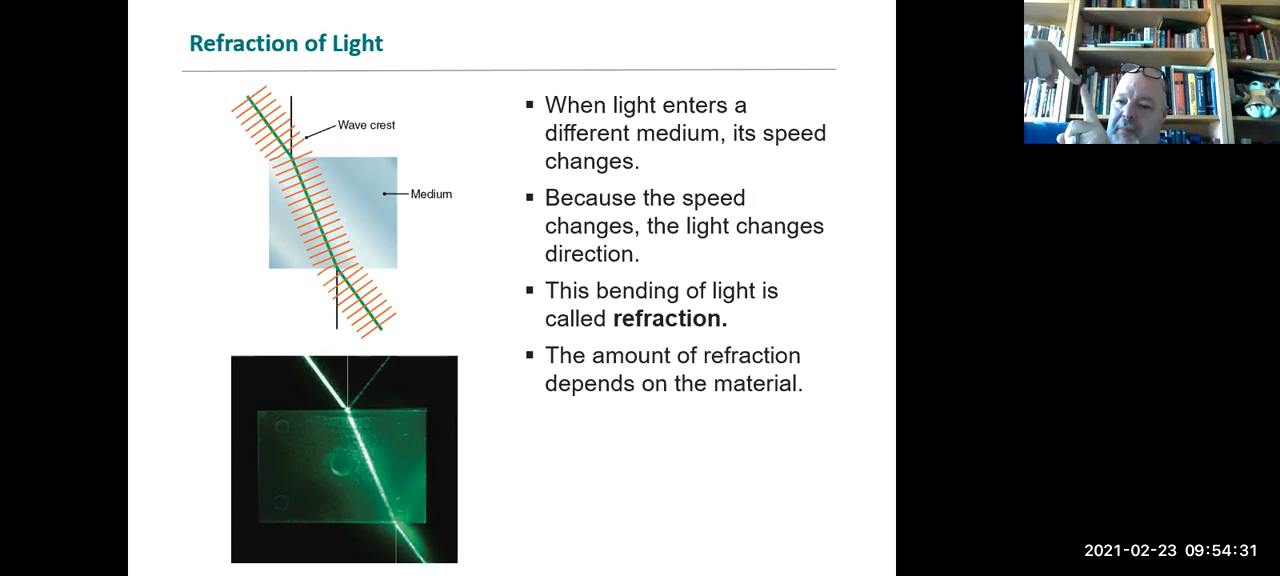 Refraction of Light
Wave crest
Medium
▪ When light enters a
different medium, its speed
changes.
▪ Because the speed
changes, the light changes
direction.
▪ This bending of light is
called refraction.
▪ The amount of refraction
depends on the material.
2021-02-23 09:54:31